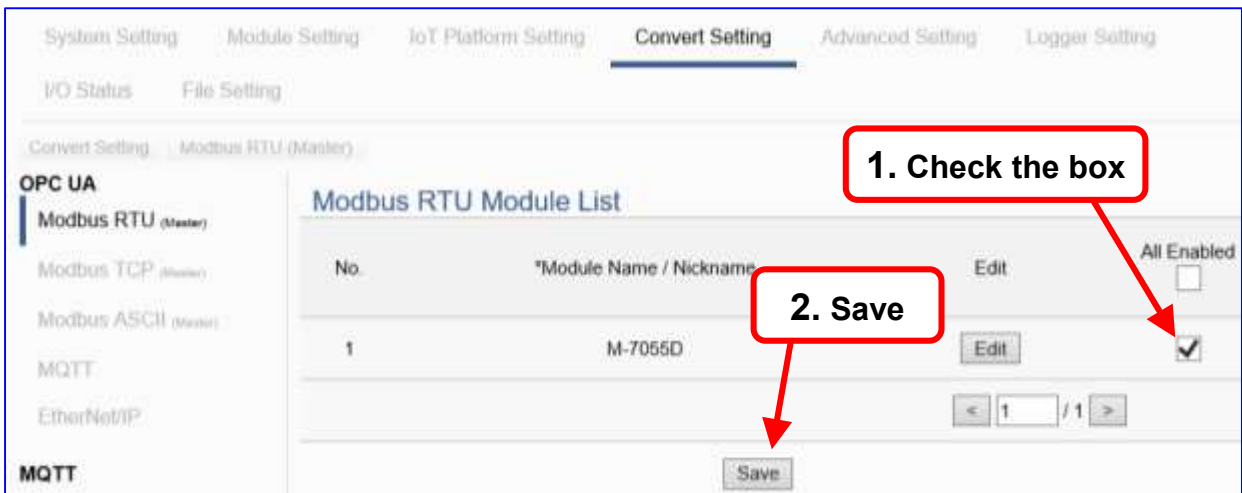 System Setting Module Setting IoT Platform Setting Convert Setting Advanced Setting Logger Setting
I/O Status File Setting
Convert Setting Modbus RTU (Master)
1. Check the box
OPC UA
Modbus RTU (Master)
Modbus TCP (Master)
Modbus ASCII (Master)
MQTT
EtherNet/IP
MQTT
Modbus RTU Module List
No. *Module Name / Nickname Edit All Enabled
2. Save
1 M-7055D Edit
< 1 / 1 >
Save